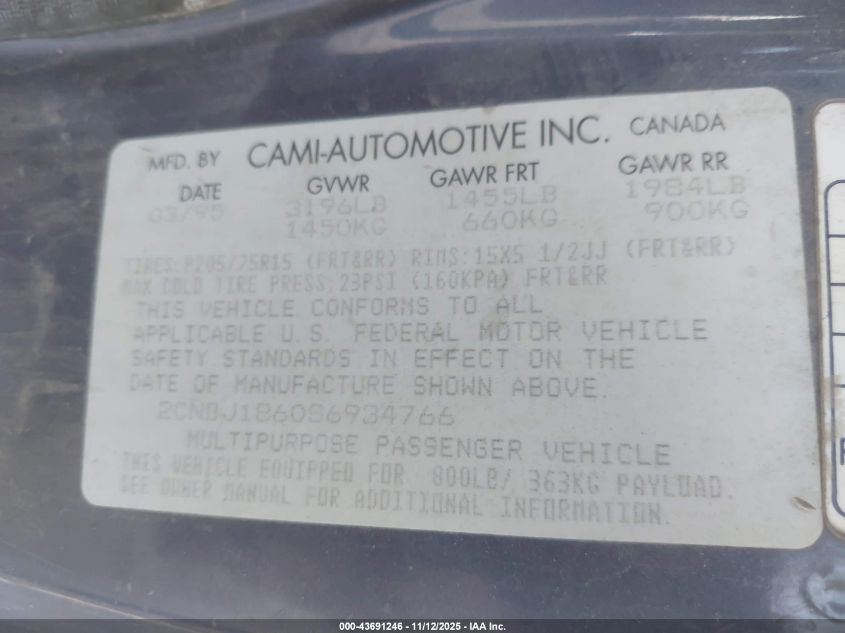 MFD. BY CAMI-AUTOMOTIVE INC. CANADA
DATE GVWR GAWR FRT GAWR RR
03/95 3196LB 1455LB 1984LB
1450KG 660KG 900KG
TIRES:P205/75R15 (FRT&RR) RIMS:15X5 1/2JJ (FRT&RR)
MAX COLD TIRE PRESS:23PSI (160KPA) FRT&RR
THIS VEHICLE CONFORMS TO ALL
APPLICABLE U.S. FEDERAL MOTOR VEHICLE
SAFETY STANDARDS IN EFFECT ON THE
DATE OF MANUFACTURE SHOWN ABOVE.
2CNBJ1860S6934766
MULTIPURPOSE PASSENGER VEHICLE
THIS VEHICLE EQUIPPED FOR 800LB/ 363KG PAYLOAD.
SEE OWNER MANUAL FOR ADDITIONAL INFORMATION.
000-43691246 - 11/12/2025 - IAA Inc.